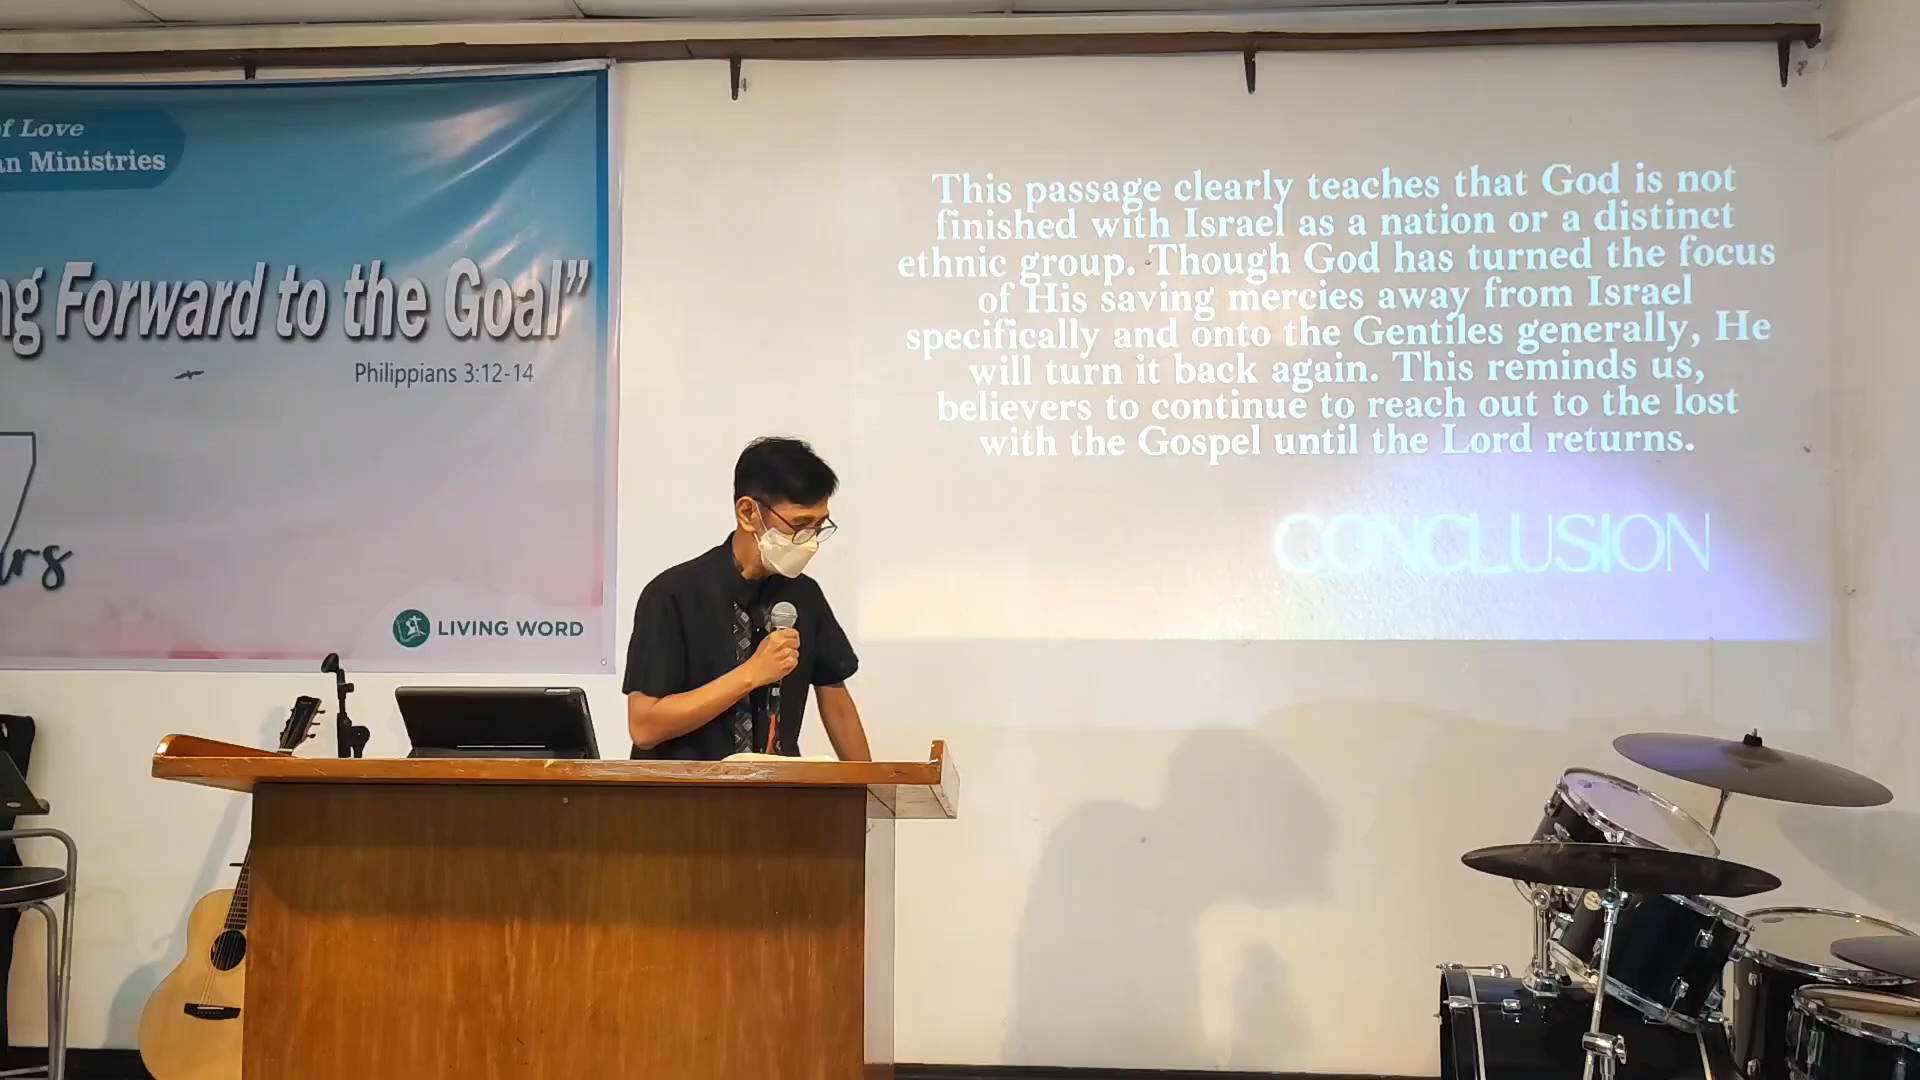 of Love
an Ministries
ng Forward to the Goal”
Philippians 3:12-14
LIVING WORD
This passage clearly teaches that God is not
finished with Israel as a nation or a distinct
ethnic group. Though God has turned the focus
of His saving mercies away from Israel
specifically and onto the Gentiles generally, He
will turn it back again. This reminds us,
believers to continue to reach out to the lost
with the Gospel until the Lord returns.
CONCLUSION